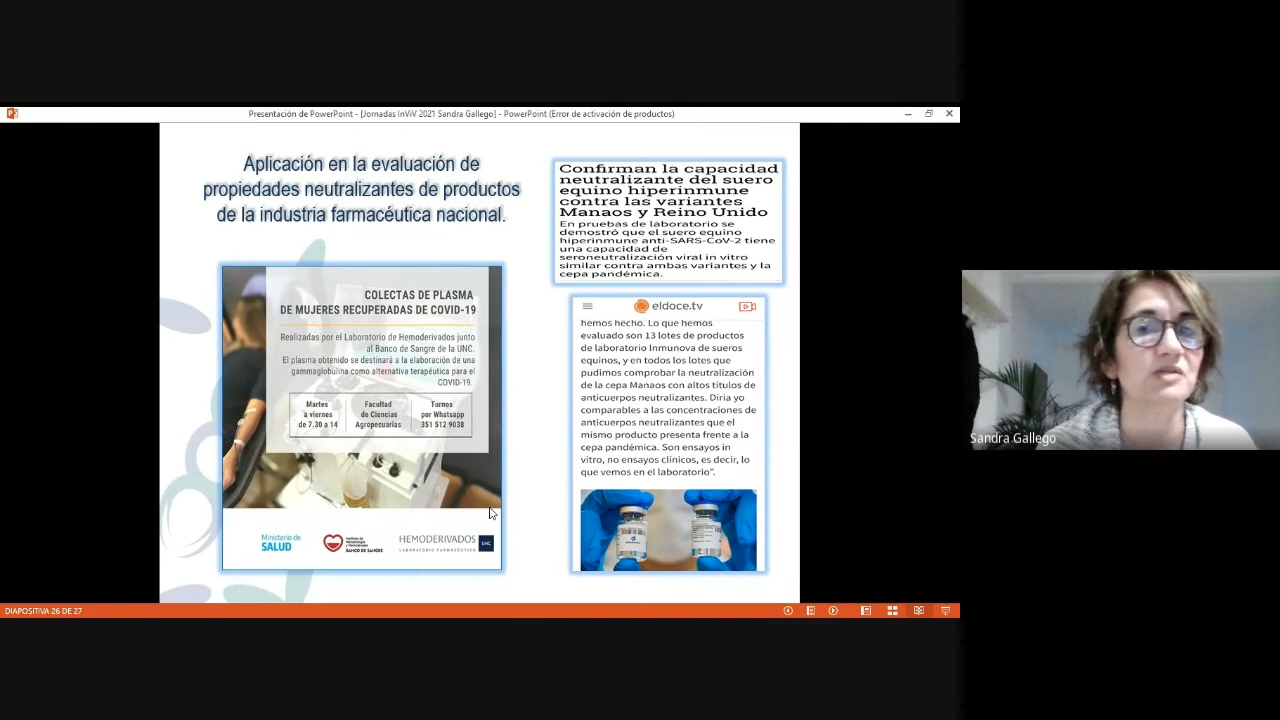 Presentación de PowerPoint - [Jornadas InViV 2021 Sandra Gallego] - PowerPoint (Error de activación de productos)
Aplicación en la evaluación de
propiedades neutralizantes de productos
de la industria farmacéutica nacional.
Confirman la capacidad
neutralizante del suero
equino hiperinmune
contra las variantes
Manaos y Reino Unido
En pruebas de laboratorio se
demostró que el suero equino
hiperinmune anti-SARS-CoV-2 tiene
una capacidad de
seroneutralización viral in vitro
similar contra ambas variantes y la
cepa pandémica.
COLECTAS DE PLASMA
DE MUJERES RECUPERADAS DE COVID-19
Realizadas por el Laboratorio de Hemoderivados junto
al Banco de Sangre de la UNC.
El plasma obtenido se destinará a la elaboración de una
gammaglobulina como alternativa terapéutica para el
COVID-19.
Martes
a viernes
de 7.30 a 14
Facultad
de Ciencias
Agropecuarias
Turnos
por Whatsapp
351 512 9038
Ministerio de
SALUD
Instituto de
Hematología
y Hemoterapia
BANCO DE SANGRE
HEMODERIVADOS
LABORATORIO FARMACÉUTICO
UNC
eldoce.tv
hemos hecho. Lo que hemos
evaluado son 13 lotes de productos
de laboratorio Inmunova de sueros
equinos, y en todos los lotes que
pudimos comprobar la neutralización
de la cepa Manaos con altos títulos de
anticuerpos neutralizantes. Diría yo
comparables a las concentraciones de
anticuerpos neutralizantes que el
mismo producto presenta frente a la
cepa pandémica. Son ensayos in
vitro, no ensayos clínicos, es decir, lo
que vemos en el laboratorio".
DIAPOSITIVA 26 DE 27
Sandra Gallego